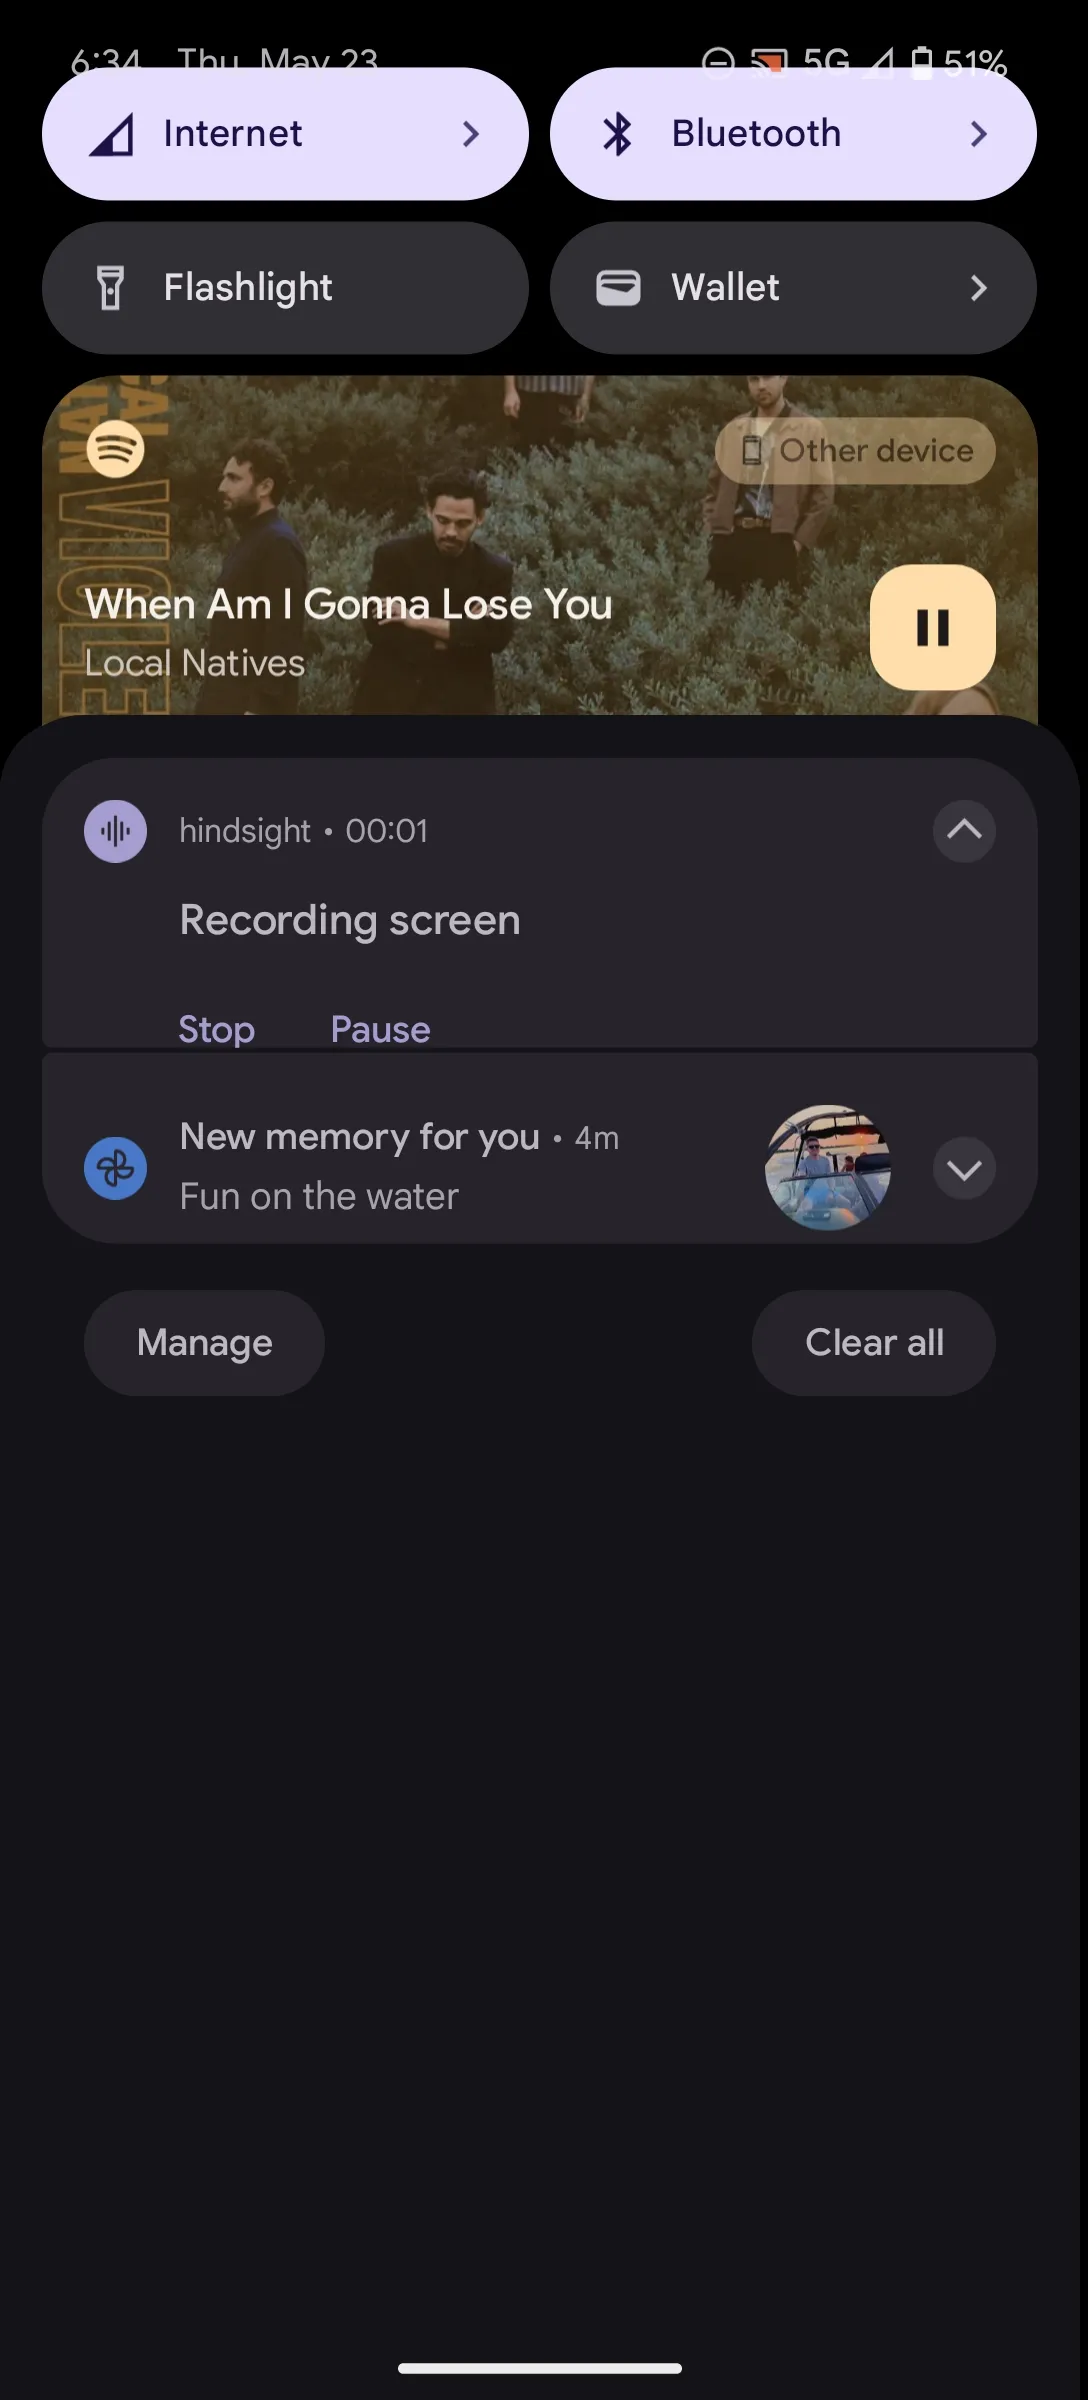 6:34 Thu, May 23 5G 51%
Internet
Bluetooth
Flashlight
Wallet
Other device
VIOLE
When Am I Gonna Lose You
Local Natives
hindsight • 00:01
Recording screen
Stop Pause
New memory for you • 4m
Fun on the water
Manage
Clear all